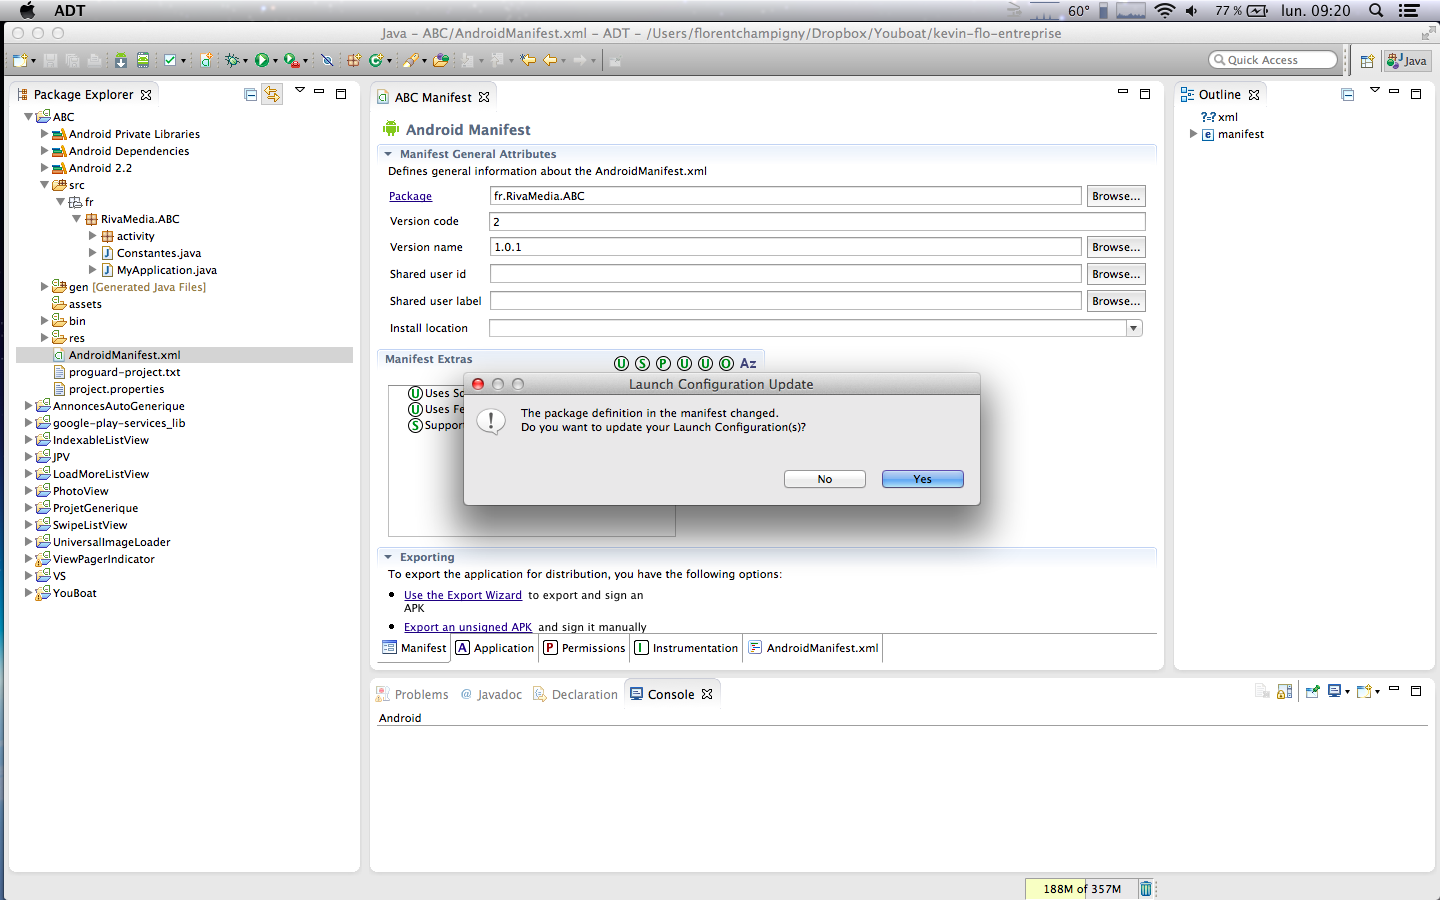 ADT
60°
77 %
lun. 09:20
Java – ABC/AndroidManifest.xml – ADT – /Users/florentchampigny/Dropbox/Youboat/kevin-flo-entreprise
Quick Access
Java
Package Explorer
ABC
Android Private Libraries
Android Dependencies
Android 2.2
src
fr
RivaMedia.ABC
activity
Constantes.java
MyApplication.java
gen [Generated Java Files]
assets
bin
res
AndroidManifest.xml
proguard-project.txt
project.properties
AnnoncesAutoGenerique
google-play-services_lib
IndexableListView
JPV
LoadMoreListView
PhotoView
ProjetGenerique
SwipeListView
UniversalImageLoader
ViewPagerIndicator
VS
YouBoat
ABC Manifest
Android Manifest
Manifest General Attributes
Defines general information about the AndroidManifest.xml
Package
fr.RivaMedia.ABC
Browse...
Version code
2
Version name
1.0.1
Browse...
Shared user id
Browse...
Shared user label
Browse...
Install location
Manifest Extras
U S P U U O Az
U Uses Sd
U Uses Fe
S Suppor
Launch Configuration Update
The package definition in the manifest changed.
Do you want to update your Launch Configuration(s)?
No
Yes
Exporting
To export the application for distribution, you have the following options:
Use the Export Wizard to export and sign an
APK
Export an unsigned APK and sign it manually
Manifest
A Application
P Permissions
I Instrumentation
AndroidManifest.xml
Outline
?-? xml
e manifest
Problems
@ Javadoc
Declaration
Console
Android
188M of 357M